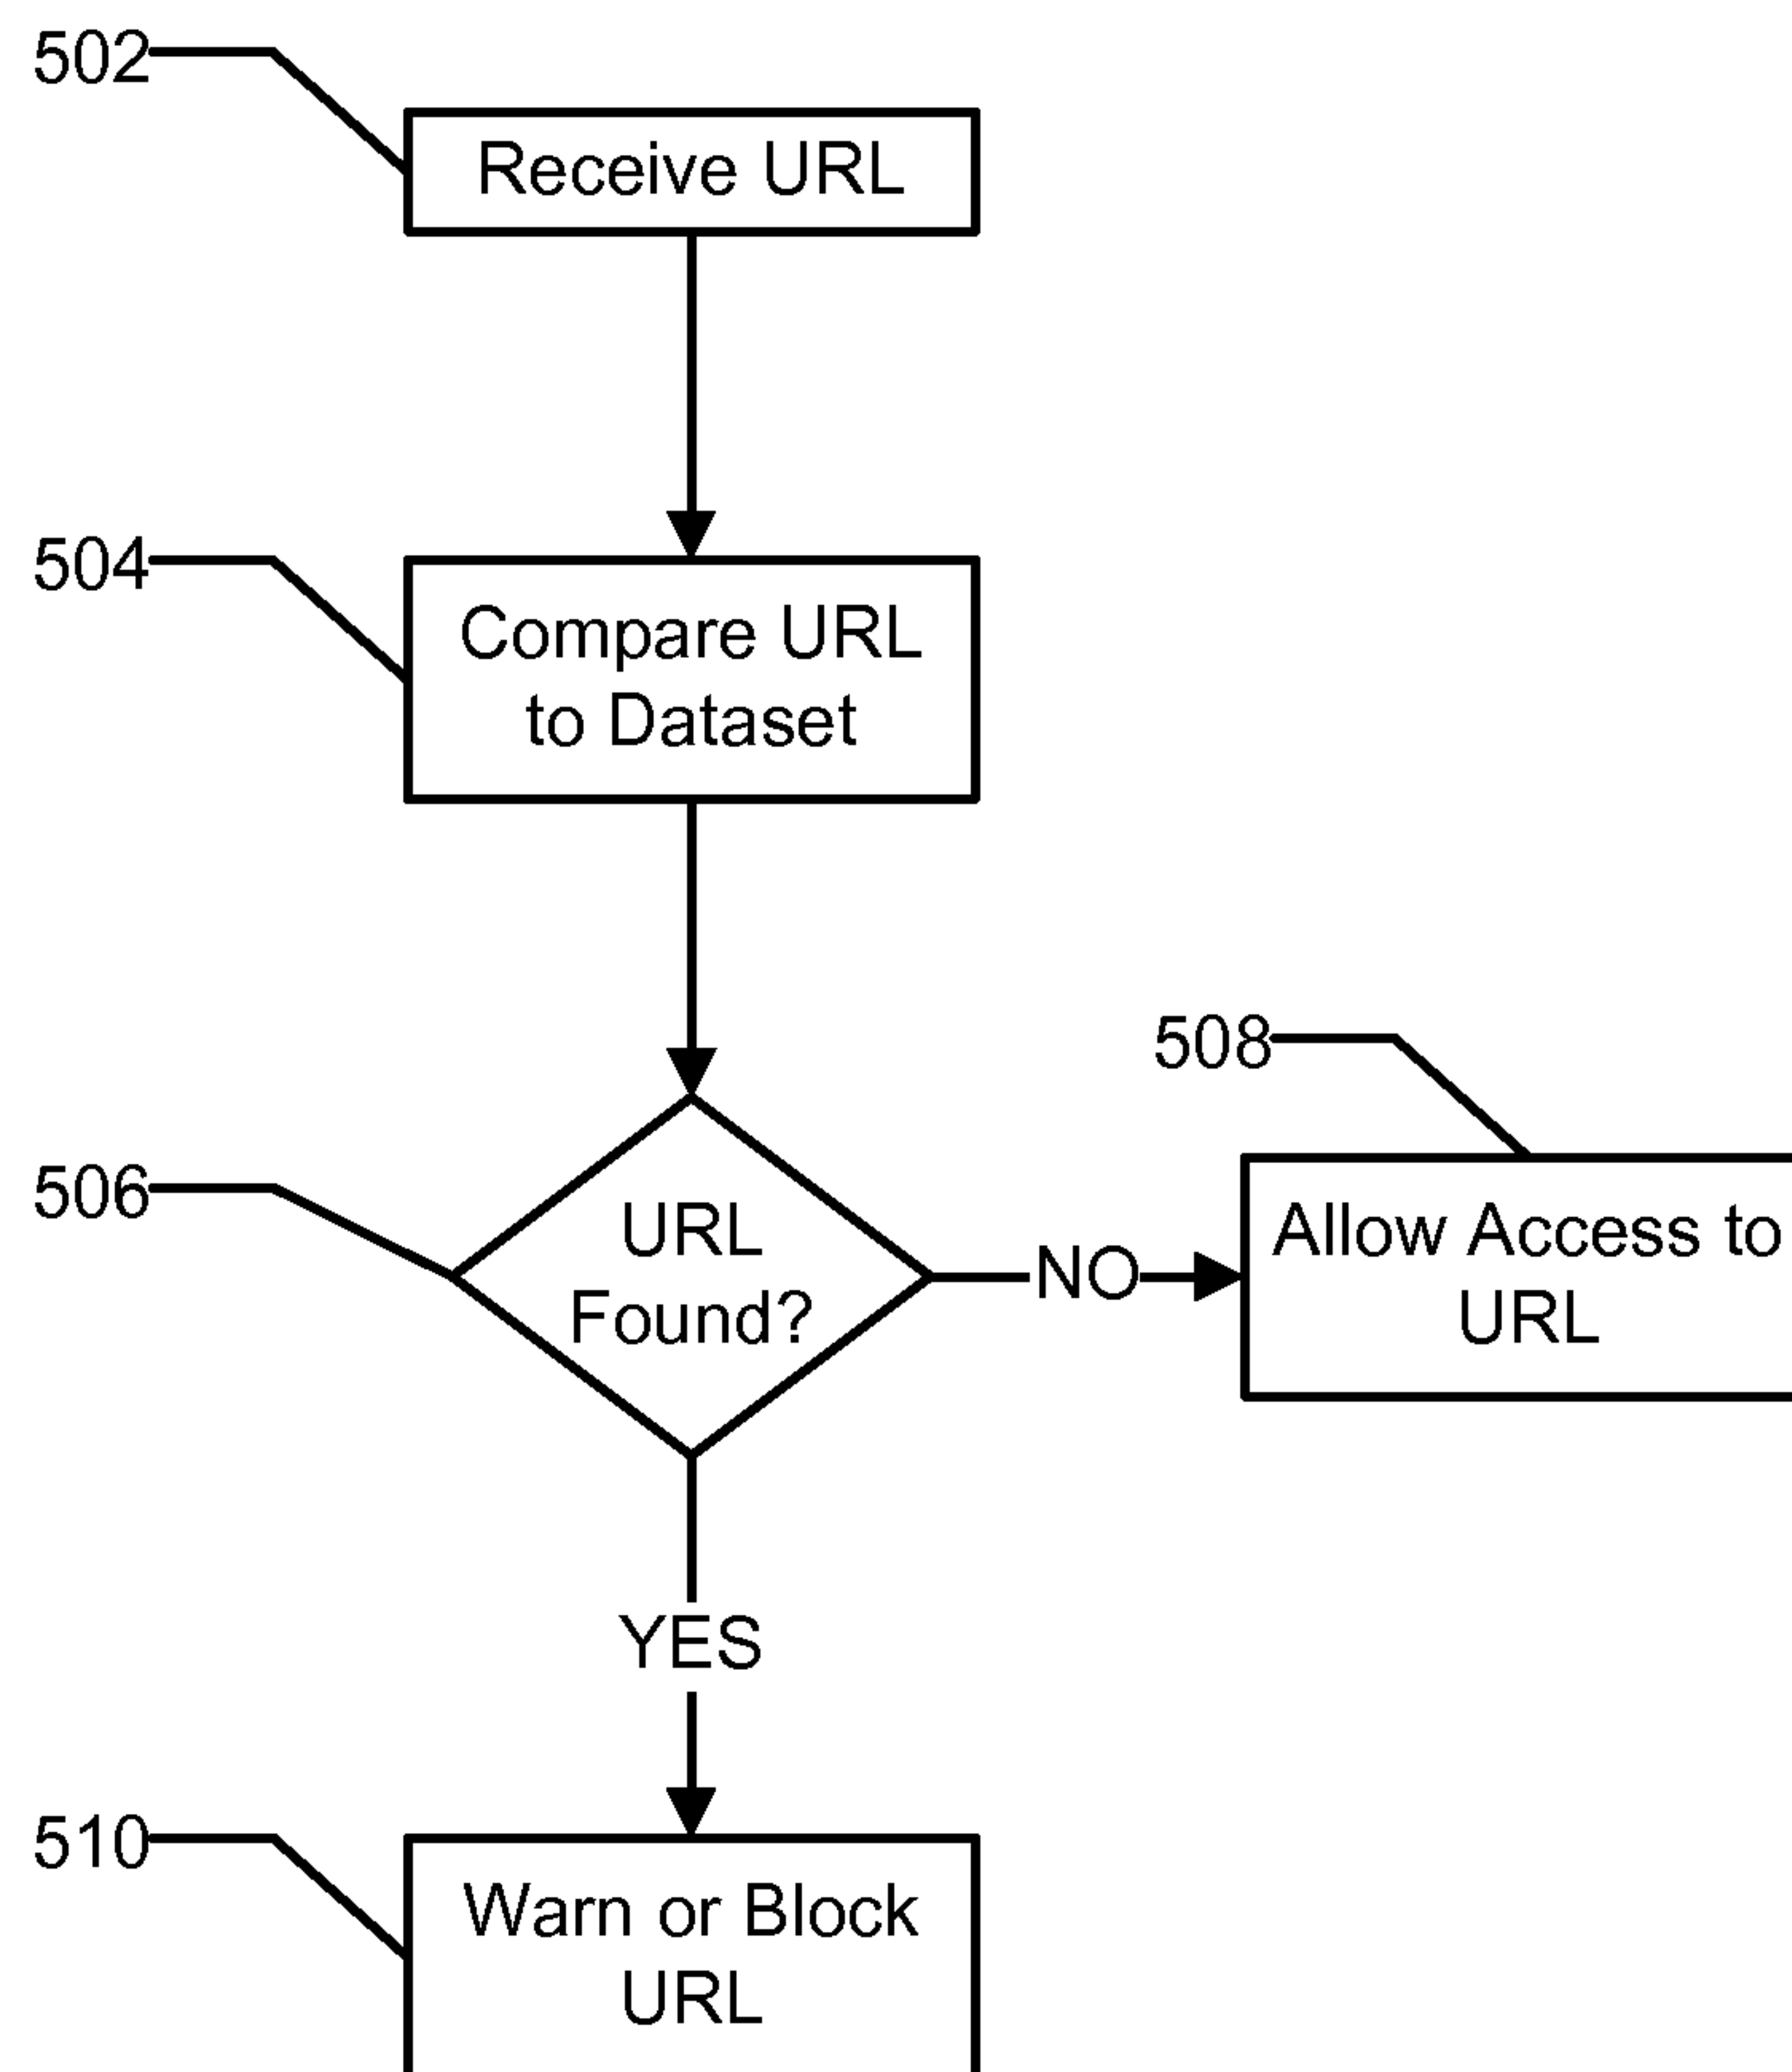 502
Receive URL
504
Compare URL
to Dataset
506
URL
Found?
NO
508
Allow Access to
URL
YES
510
Warn or Block
URL